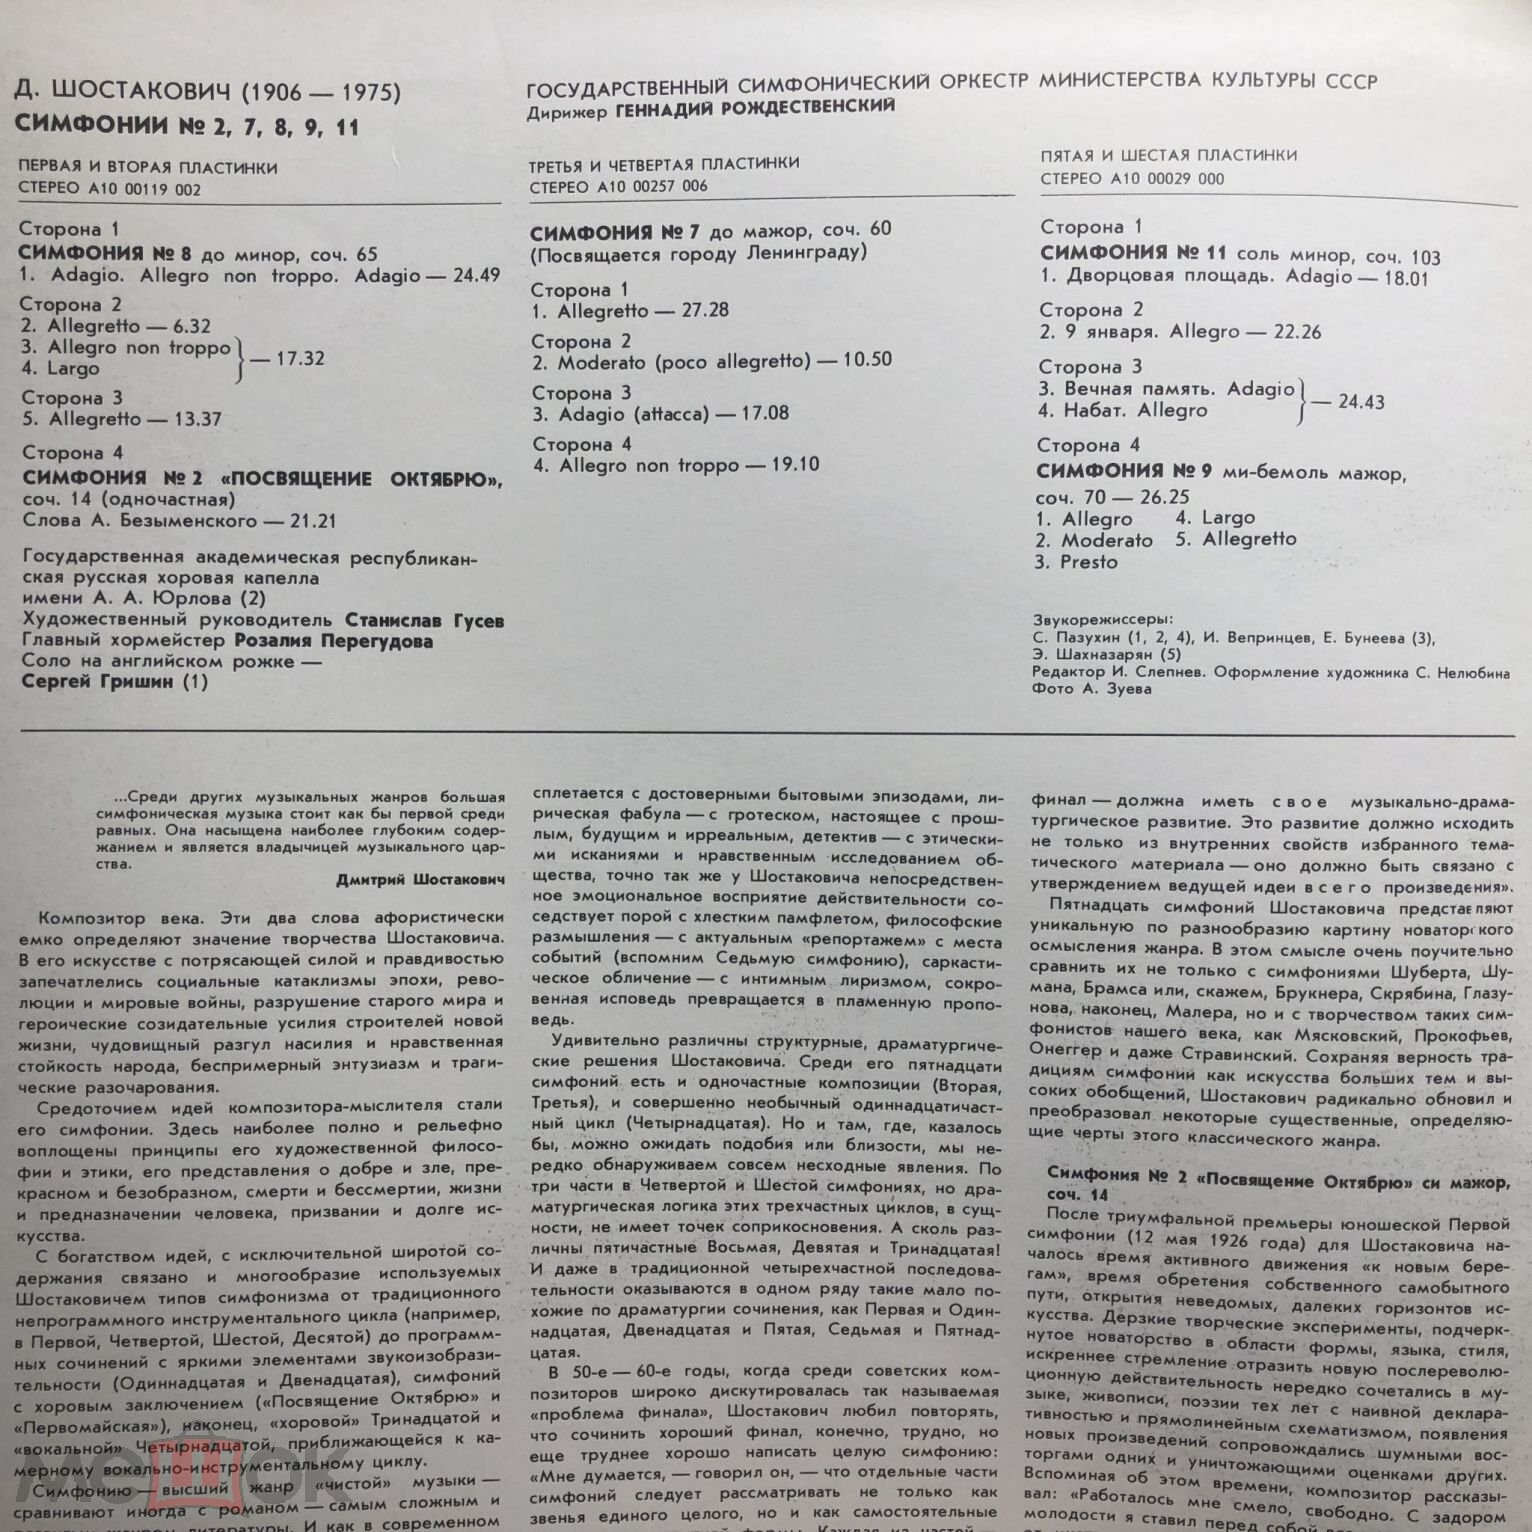 Д. ШОСТАКОВИЧ (1906 — 1975)
СИМФОНИИ № 2, 7, 8, 9, 11
ГОСУДАРСТВЕННЫЙ СИМФОНИЧЕСКИЙ ОРКЕСТР МИНИСТЕРСТВА КУЛЬТУРЫ СССР
Дирижер ГЕННАДИЙ РОЖДЕСТВЕНСКИЙ
ПЕРВАЯ И ВТОРАЯ ПЛАСТИНКИ
СТЕРЕО А10 00119 002
Сторона 1
СИМФОНИЯ № 8 до минор, соч. 65
1. Adagio. Allegro non troppo. Adagio — 24.49
Сторона 2
2. Allegretto — 6.32
3. Allegro non troppo
4. Largo
— 17.32
Сторона 3
5. Allegretto — 13.37
Сторона 4
СИМФОНИЯ № 2 «ПОСВЯЩЕНИЕ ОКТЯБРЮ»,
соч. 14 (одночастная)
Слова А. Безыменского — 21.21
Государственная академическая республикан-
ская русская хоровая капелла
имени А. А. Юрлова (2)
Художественный руководитель Станислав Гусев
Главный хормейстер Розалия Перегудова
Соло на английском рожке —
Сергей Гришин (1)
ТРЕТЬЯ И ЧЕТВЕРТАЯ ПЛАСТИНКИ
СТЕРЕО А10 00257 006
СИМФОНИЯ № 7 до мажор, соч. 60
(Посвящается городу Ленинграду)
Сторона 1
1. Allegretto — 27.28
Сторона 2
2. Moderato (poco allegretto) — 10.50
Сторона 3
3. Adagio (attacca) — 17.08
Сторона 4
4. Allegro non troppo — 19.10
ПЯТАЯ И ШЕСТАЯ ПЛАСТИНКИ
СТЕРЕО А10 00029 000
Сторона 1
СИМФОНИЯ № 11 соль минор, соч. 103
1. Дворцовая площадь. Adagio — 18.01
Сторона 2
2. 9 января. Allegro — 22.26
Сторона 3
3. Вечная память. Adagio
4. Набат. Allegro
— 24.43
Сторона 4
СИМФОНИЯ № 9 ми-бемоль мажор,
соч. 70 — 26.25
1. Allegro 4. Largo
2. Moderato 5. Allegretto
3. Presto
Звукорежиссеры:
С. Пазухин (1, 2, 4), И. Вепринцев, Е. Бунеева (3),
Э. Шахназарян (5)
Редактор И. Слепнев. Оформление художника С. Нелюбина
Фото А. Зуева
...Среди других музыкальных жанров большая
симфоническая музыка стоит как бы первой среди
равных. Она насыщена наиболее глубоким содер-
жанием и является владычицей музыкального цар-
ства.
Дмитрий Шостакович
Композитор века. Эти два слова афористически
емко определяют значение творчества Шостаковича.
В его искусстве с потрясающей силой и правдивостью
запечатлелись социальные катаклизмы эпохи, рево-
люции и мировые войны, разрушение старого мира и
героические созидательные усилия строителей новой
жизни, чудовищный разгул насилия и нравственная
стойкость народа, беспримерный энтузиазм и траги-
ческие разочарования.
Средоточием идей композитора-мыслителя стали
его симфонии. Здесь наиболее полно и рельефно
воплощены принципы его художественной филосо-
фии и этики, его представления о добре и зле, пре-
красном и безобразном, смерти и бессмертии, жизни
и предназначении человека, призвании и долге ис-
кусства.
С богатством идей, с исключительной широтой со-
держания связано и многообразие используемых
Шостаковичем типов симфонизма от традиционного
непрограммного инструментального цикла (например,
в Первой, Четвертой, Шестой, Десятой) до программ-
ных сочинений с яркими элементами звукоизобрази-
тельности (Одиннадцатая и Двенадцатая), симфоний
с хоровым заключением («Посвящение Октябрю» и
«Первомайская»), наконец, «хоровой» Тринадцатой и
«вокальной» Четырнадцатой, приближающейся к ка-
мерному вокально-инструментальному циклу.
Симфонию — высший жанр «чистой» музыки —
сравнивают иногда с романом — самым сложным и
жанром литературы. И как в современном
сплетается с достоверными бытовыми эпизодами, ли-
рическая фабула — с гротеском, настоящее с прош-
лым, будущим и ирреальным, детектив — с этически-
ми исканиями и нравственным исследованием об-
щества, точно так же у Шостаковича непосредствен-
ное эмоциональное восприятие действительности со-
седствует порой с хлестким памфлетом, философские
размышления — с актуальным «репортажем» с места
событий (вспомним Седьмую симфонию), саркасти-
ческое обличение — с интимным лиризмом, сокро-
венная исповедь превращается в пламенную пропо-
ведь.
Удивительно различны структурные, драматургиче-
ские решения Шостаковича. Среди его пятнадцати
симфоний есть и одночастные композиции (Вторая,
Третья), и совершенно необычный одиннадцатичаст-
ный цикл (Четырнадцатая). Но и там, где, казалось
бы, можно ожидать подобия или близости, мы не-
редко обнаруживаем совсем несходные явления. По
три части в Четвертой и Шестой симфониях, но дра-
матургическая логика этих трехчастных циклов, в сущ-
ности, не имеет точек соприкосновения. А сколь раз-
личны пятичастные Восьмая, Девятая и Тринадцатая!
И даже в традиционной четырехчастной последова-
тельности оказываются в одном ряду такие мало по-
хожие по драматургии сочинения, как Первая и Один-
надцатая, Двенадцатая и Пятая, Седьмая и Пятнад-
цатая.
В 50-е — 60-е годы, когда среди советских ком-
позиторов широко дискутировалась так называемая
«проблема финала», Шостакович любил повторять,
что сочинить хороший финал, конечно, трудно, но
еще труднее хорошо написать целую симфонию:
«Мне думается, — говорил он, — что отдельные части
симфоний следует рассматривать не только как
звенья единого целого, но и как самостоятельные
формы. Каждая из частей
финал — должна иметь свое музыкально-драма-
тургическое развитие. Это развитие должно исходить
не только из внутренних свойств избранного тема-
тического материала — оно должно быть связано с
утверждением ведущей идеи всего произведения».
Пятнадцать симфоний Шостаковича представляют
уникальную по разнообразию картину новаторского
осмысления жанра. В этом смысле очень поучительно
сравнить их не только с симфониями Шуберта, Шу-
мана, Брамса или, скажем, Брукнера, Скрябина, Глазу-
нова, наконец, Малера, но и с творчеством таких сим-
фонистов нашего века, как Мясковский, Прокофьев,
Онеггер и даже Стравинский. Сохраняя верность тра-
дициям симфоний как искусства больших тем и вы-
соких обобщений, Шостакович радикально обновил и
преобразовал некоторые существенные, определяю-
щие черты этого классического жанра.
Симфония № 2 «Посвящение Октябрю» си мажор,
соч. 14
После триумфальной премьеры юношеской Первой
симфонии (12 мая 1926 года) для Шостаковича на-
чалось время активного движения «к новым бере-
гам», время обретения собственного самобытного
пути, открытия неведомых, далеких горизонтов ис-
кусства. Дерзкие творческие эксперименты, подчерк-
нутое новаторство в области формы, языка, стиля,
искреннее стремление отразить новую послереволю-
ционную действительность нередко сочетались в му-
зыке, живописи, поэзии тех лет с наивной деклара-
тивностью и прямолинейным схематизмом, появления
новых произведений сопровождались шумными вос-
торгами одних и уничтожающими оценками других.
Вспоминая об этом времени, композитор рассказы-
вал: «Работалось мне смело, свободно. С задором
молодости я ставил перед собой